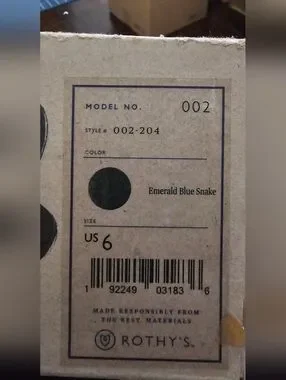 MODEL NO. 002
STYLE # 002-204
COLOR
Emerald Blue Snake
SIZE
US 6
1 92249 03183 6
MADE RESPONSIBLY FROM
THE BEST MATERIALS
ROTHY'S